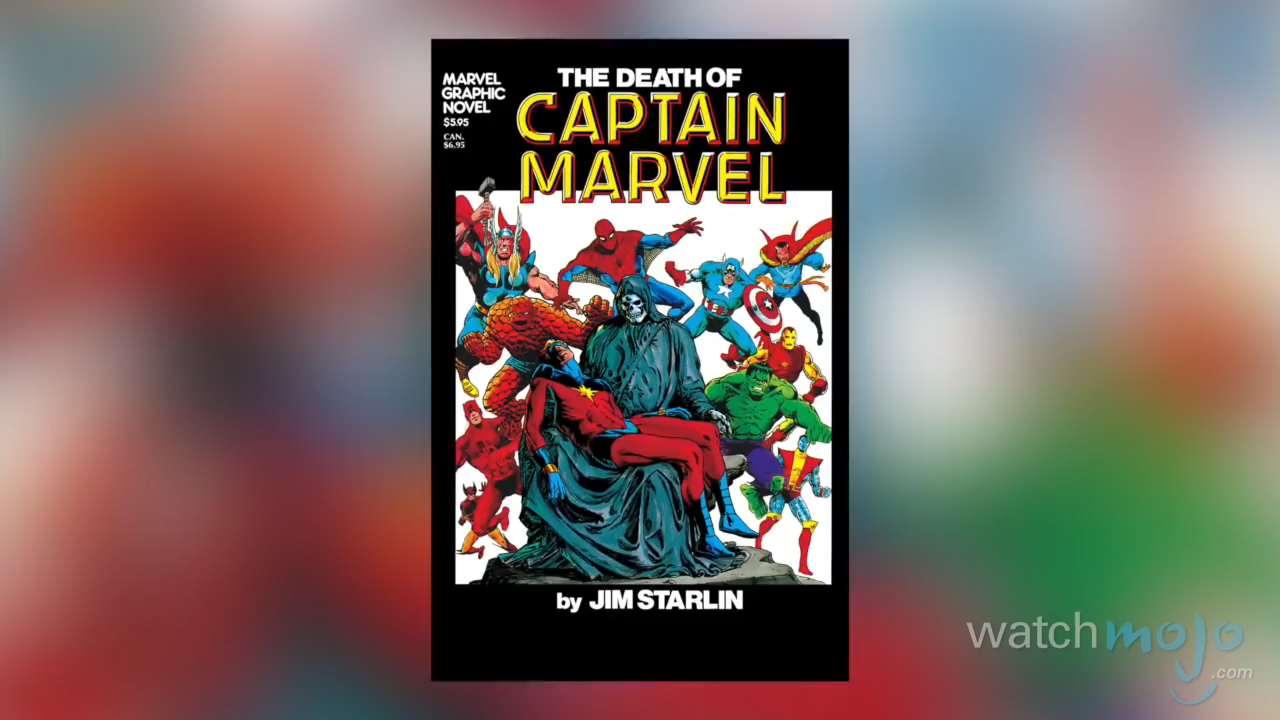 MARVEL
GRAPHIC
NOVEL
$5.95
CAN.
$6.95
THE DEATH OF
CAPTAIN
MARVEL
by JIM STARLIN
watchmojo
.com